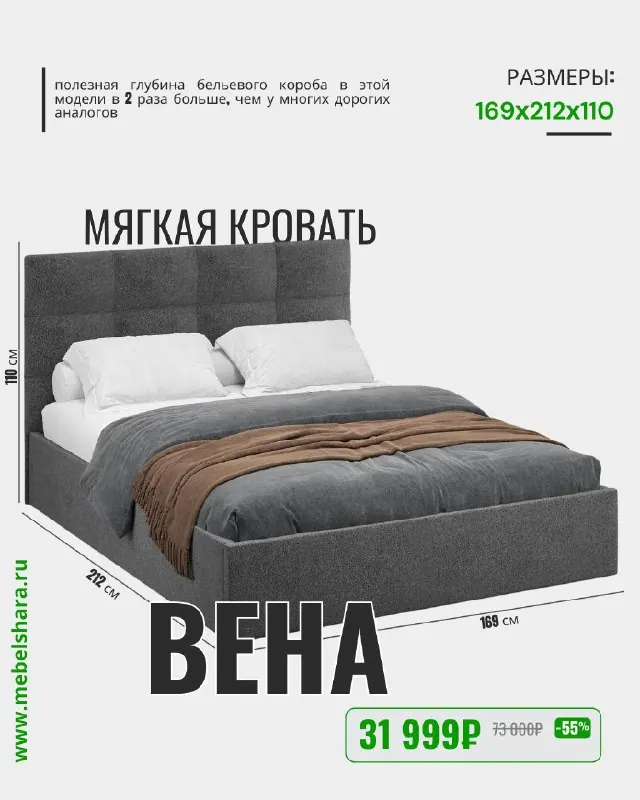 полезная глубина бельевого короба в этой
модели в 2 раза больше, чем у многих дорогих
аналогов
РАЗМЕРЫ:
169x212x110
МЯГКАЯ КРОВАТЬ
110 см
212 см
169 см
ВЕНА
www.mebelshara.ru
31 999₽ 73 000₽ -55%